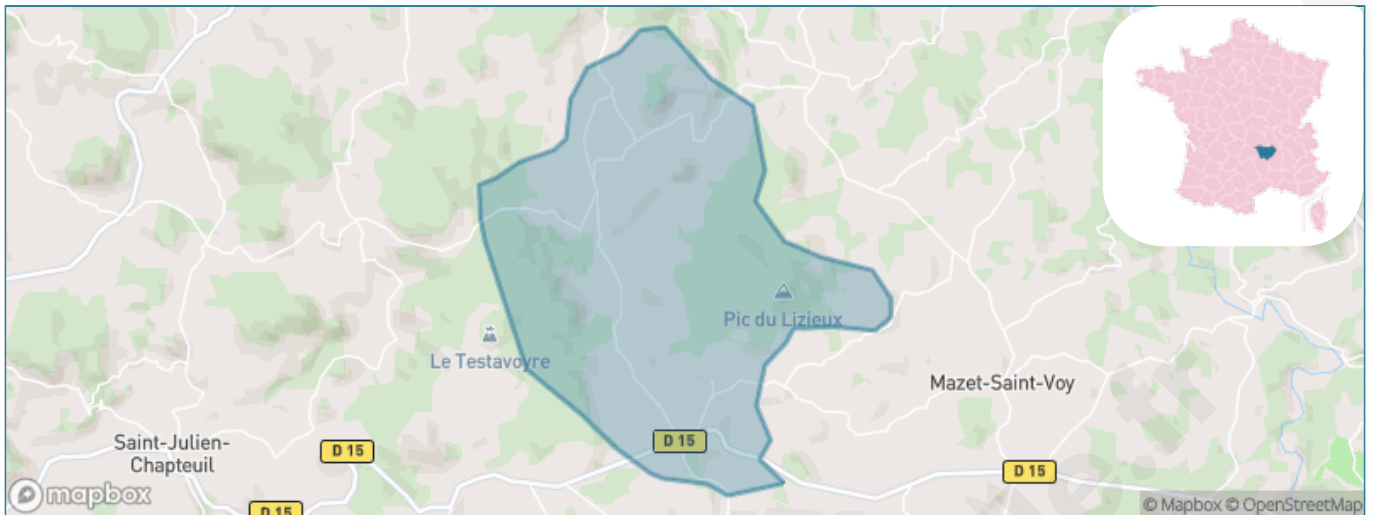 Pic du Lizieux
Le Testavoyre
Mazet-Saint-Voy
Saint-Julien-
Chapteuil
D 15
D 15
D 15
D 15
mapbox
© Mapbox © OpenStreetMap